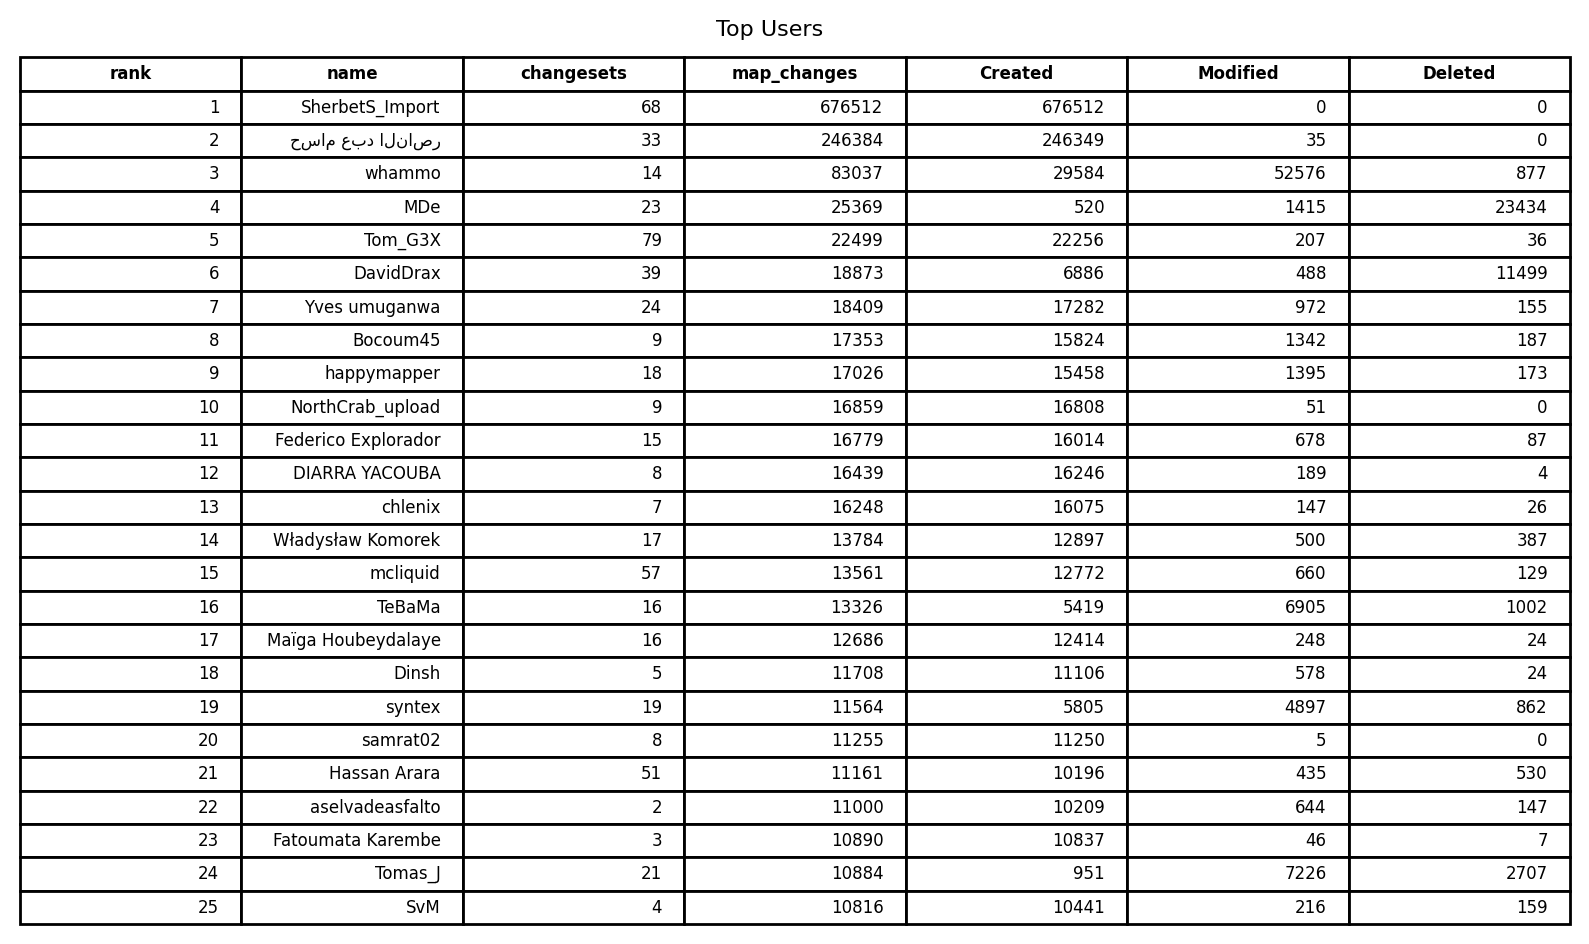 Top Users
rank name changesets map_changes Created Modified Deleted
1 SherbetS_Import 68 676512 676512 0 0
2 حسام عبد الناصر 33 246384 246349 35 0
3 whammo 14 83037 29584 52576 877
4 MDe 23 25369 520 1415 23434
5 Tom_G3X 79 22499 22256 207 36
6 DavidDrax 39 18873 6886 488 11499
7 Yves umuganwa 24 18409 17282 972 155
8 Bocoum45 9 17353 15824 1342 187
9 happymapper 18 17026 15458 1395 173
10 NorthCrab_upload 9 16859 16808 51 0
11 Federico Explorador 15 16779 16014 678 87
12 DIARRA YACOUBA 8 16439 16246 189 4
13 chlenix 7 16248 16075 147 26
14 Władysław Komorek 17 13784 12897 500 387
15 mcliquid 57 13561 12772 660 129
16 TeBaMa 16 13326 5419 6905 1002
17 Maïga Houbeydalaye 16 12686 12414 248 24
18 Dinsh 5 11708 11106 578 24
19 syntex 19 11564 5805 4897 862
20 samrat02 8 11255 11250 5 0
21 Hassan Arara 51 11161 10196 435 530
22 aselvadeasfalto 2 11000 10209 644 147
23 Fatoumata Karembe 3 10890 10837 46 7
24 Tomas_J 21 10884 951 7226 2707
25 SvM 4 10816 10441 216 159